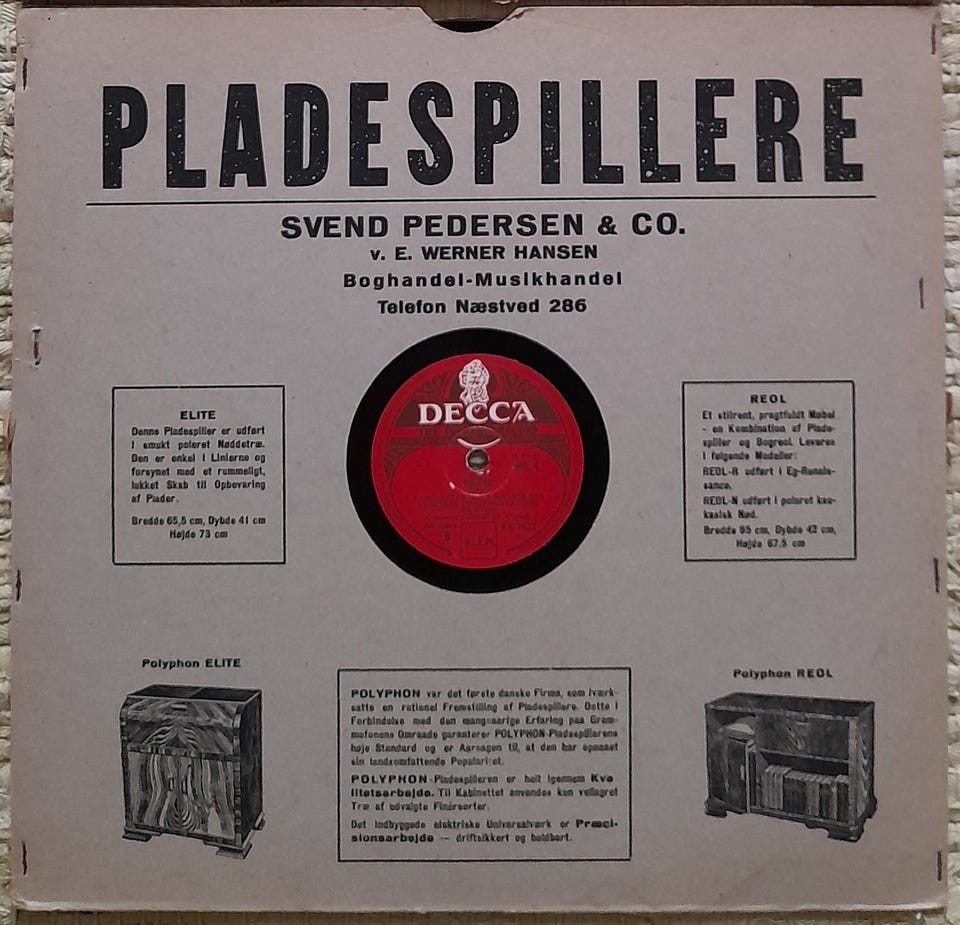 PLADESPILLERE
SVEND PEDERSEN & CO.
v. E. WERNER HANSEN
Boghandel-Musikhandel
Telefon Næstved 286
ELITE
Denne Pladespiller er udført
i smukt poleret Nøddetræ.
Den er enkel i Linierne og
forsynet med et rummeligt,
lukket Skab til Opbevaring
af Plader.
Bredde 65,5 cm, Dybde 41 cm
Højde 73 cm
DECCA
NO. 4
B.I.E.M.
REOL
Et stilrent, pragtfuldt Møbel
- en Kombination af Plade-
spiller og Bogreol. Leveres
i følgende Modeller:
REOL-R udført i Eg-Renais-
sance.
REOL-N udført i poleret kau-
kasisk Nød.
Bredde 95 cm, Dybde 42 cm,
Højde 67.5 cm
Polyphon ELITE
POLYPHON var det første danske Firma, som iværk-
satte en rationel Fremstilling af Pladespillere. Dette i
Forbindelse med den mangeaarige Erfaring paa Gram-
mofonens Omraade garanterer POLYPHON-Pladespillerens
høje Standard og er Aarsagen til, at den har opnaaet
sin landsomfattende Popularitet.
POLYPHON-Pladespilleren er helt igennem Kva-
litetsarbejde. Til Kabinettet anvendes kun vellagret
Træ af udvalgte Finérsorter.
Det indbyggede elektriske Universalværk er Præci-
sionsarbejde — driftsikkert og holdbart.
Polyphon REOL